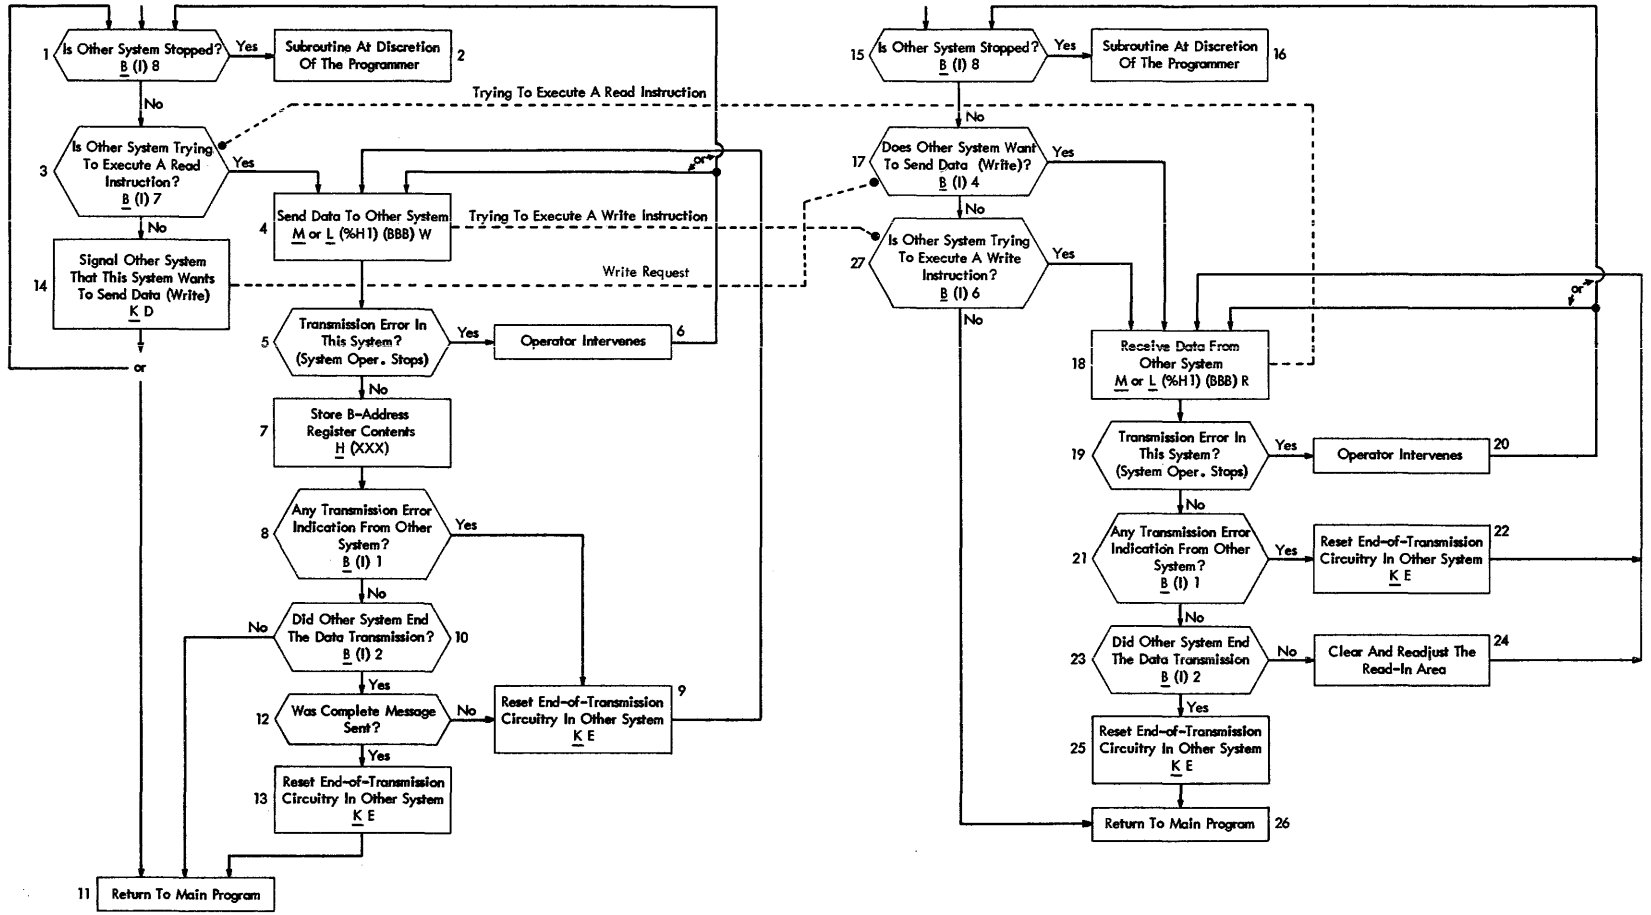 1
Is Other System Stopped?
B (I) 8
Yes
Subroutine At Discretion
Of The Programmer
2
No
Trying To Execute A Read Instruction
3
Is Other System Trying
To Execute A Read
Instruction?
B (I) 7
Yes
or
No
4
Send Data To Other System
M or L (%H1) (BBB) W
Trying To Execute A Write Instruction
14
Signal Other System
That This System Wants
To Send Data (Write)
K D
Write Request
or
5
Transmission Error In
This System?
(System Oper. Stops)
Yes
Operator Intervenes
6
No
7
Store B-Address
Register Contents
H (XXX)
8
Any Transmission Error
Indication From Other
System?
B (I) 1
Yes
No
Did Other System End
The Data Transmission?
B (I) 2
10
No
Yes
12
Was Complete Message
Sent?
No
Reset End-of-Transmission
Circuitry In Other System
K E
9
Yes
13
Reset End-of-Transmission
Circuitry In Other System
K E
11
Return To Main Program
15
Is Other System Stopped?
B (I) 8
Yes
Subroutine At Discretion
Of The Programmer
16
No
17
Does Other System Want
To Send Data (Write)?
B (I) 4
Yes
No
27
Is Other System Trying
To Execute A Write
Instruction?
B (I) 6
Yes
No
or
18
Receive Data From
Other System
M or L (%H1) (BBB) R
19
Transmission Error In
This System?
(System Oper. Stops)
Yes
Operator Intervenes
20
No
21
Any Transmission Error
Indication From Other
System?
B (I) 1
Yes
Reset End-of-Transmission
Circuitry In Other System
K E
22
No
23
Did Other System End
The Data Transmission
B (I) 2
No
Clear And Readjust The
Read-In Area
24
Yes
25
Reset End-of-Transmission
Circuitry In Other System
K E
Return To Main Program
26